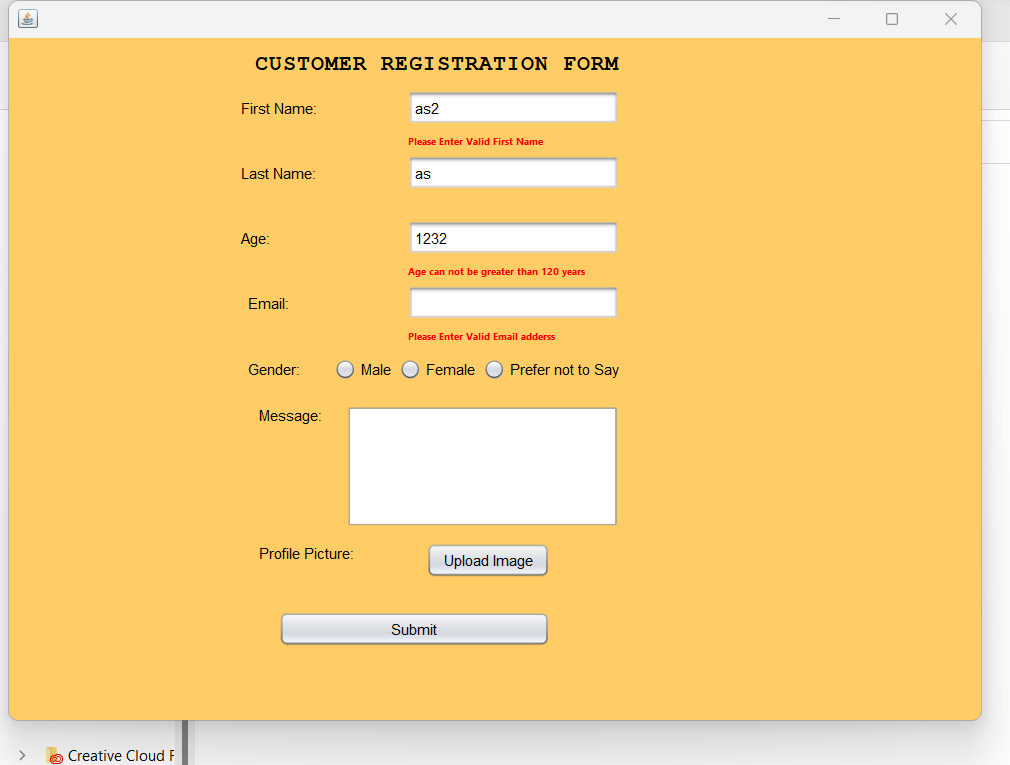 CUSTOMER REGISTRATION FORM
First Name: as2
Please Enter Valid First Name
Last Name: as
Age: 1232
Age can not be greater than 120 years
Email:
Please Enter Valid Email adderss
Gender: Male Female Prefer not to Say
Message:
Profile Picture: Upload Image
Submit
Creative Cloud F